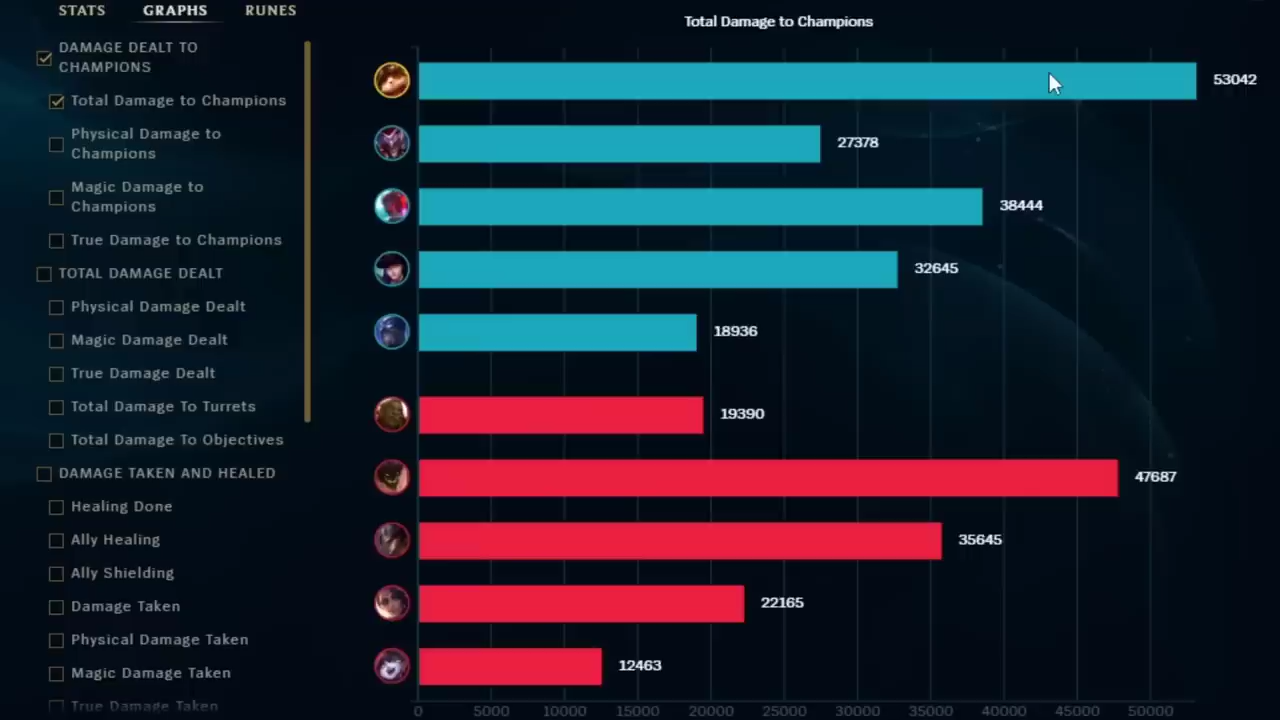 STATS GRAPHS RUNES
DAMAGE DEALT TO
CHAMPIONS
Total Damage to Champions
Physical Damage to
Champions
Magic Damage to
Champions
True Damage to Champions
TOTAL DAMAGE DEALT
Physical Damage Dealt
Magic Damage Dealt
True Damage Dealt
Total Damage To Turrets
Total Damage To Objectives
DAMAGE TAKEN AND HEALED
Healing Done
Ally Healing
Ally Shielding
Damage Taken
Physical Damage Taken
Magic Damage Taken
True Damage Taken
Total Damage to Champions
53042
27378
38444
32645
18936
19390
47687
35645
22165
12463
0 5000 10000 15000 20000 25000 30000 35000 40000 45000 50000